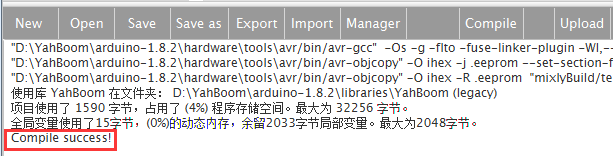 New Open Save Save as Export Import Manager Compile Upload
"D:\YahBoom\arduino-1.8.2\hardware\tools\avr/bin/avr-gcc" -Os -g -flto -fuse-linker-plugin -Wl,--
"D:\YahBoom\arduino-1.8.2\hardware\tools\avr/bin/avr-objcopy" -O ihex -j .eeprom --set-section-f
"D:\YahBoom\arduino-1.8.2\hardware\tools\avr/bin/avr-objcopy" -O ihex -R .eeprom "mixlyBuild/te
使用库 YahBoom 在文件夹: D:\YahBoom\arduino-1.8.2\libraries\YahBoom (legacy)
项目使用了 1590 字节，占用了 (4%) 程序存储空间。最大为 32256 字节。
全局变量使用了15字节，(0%)的动态内存，余留2033字节局部变量。最大为2048字节。
Compile success!